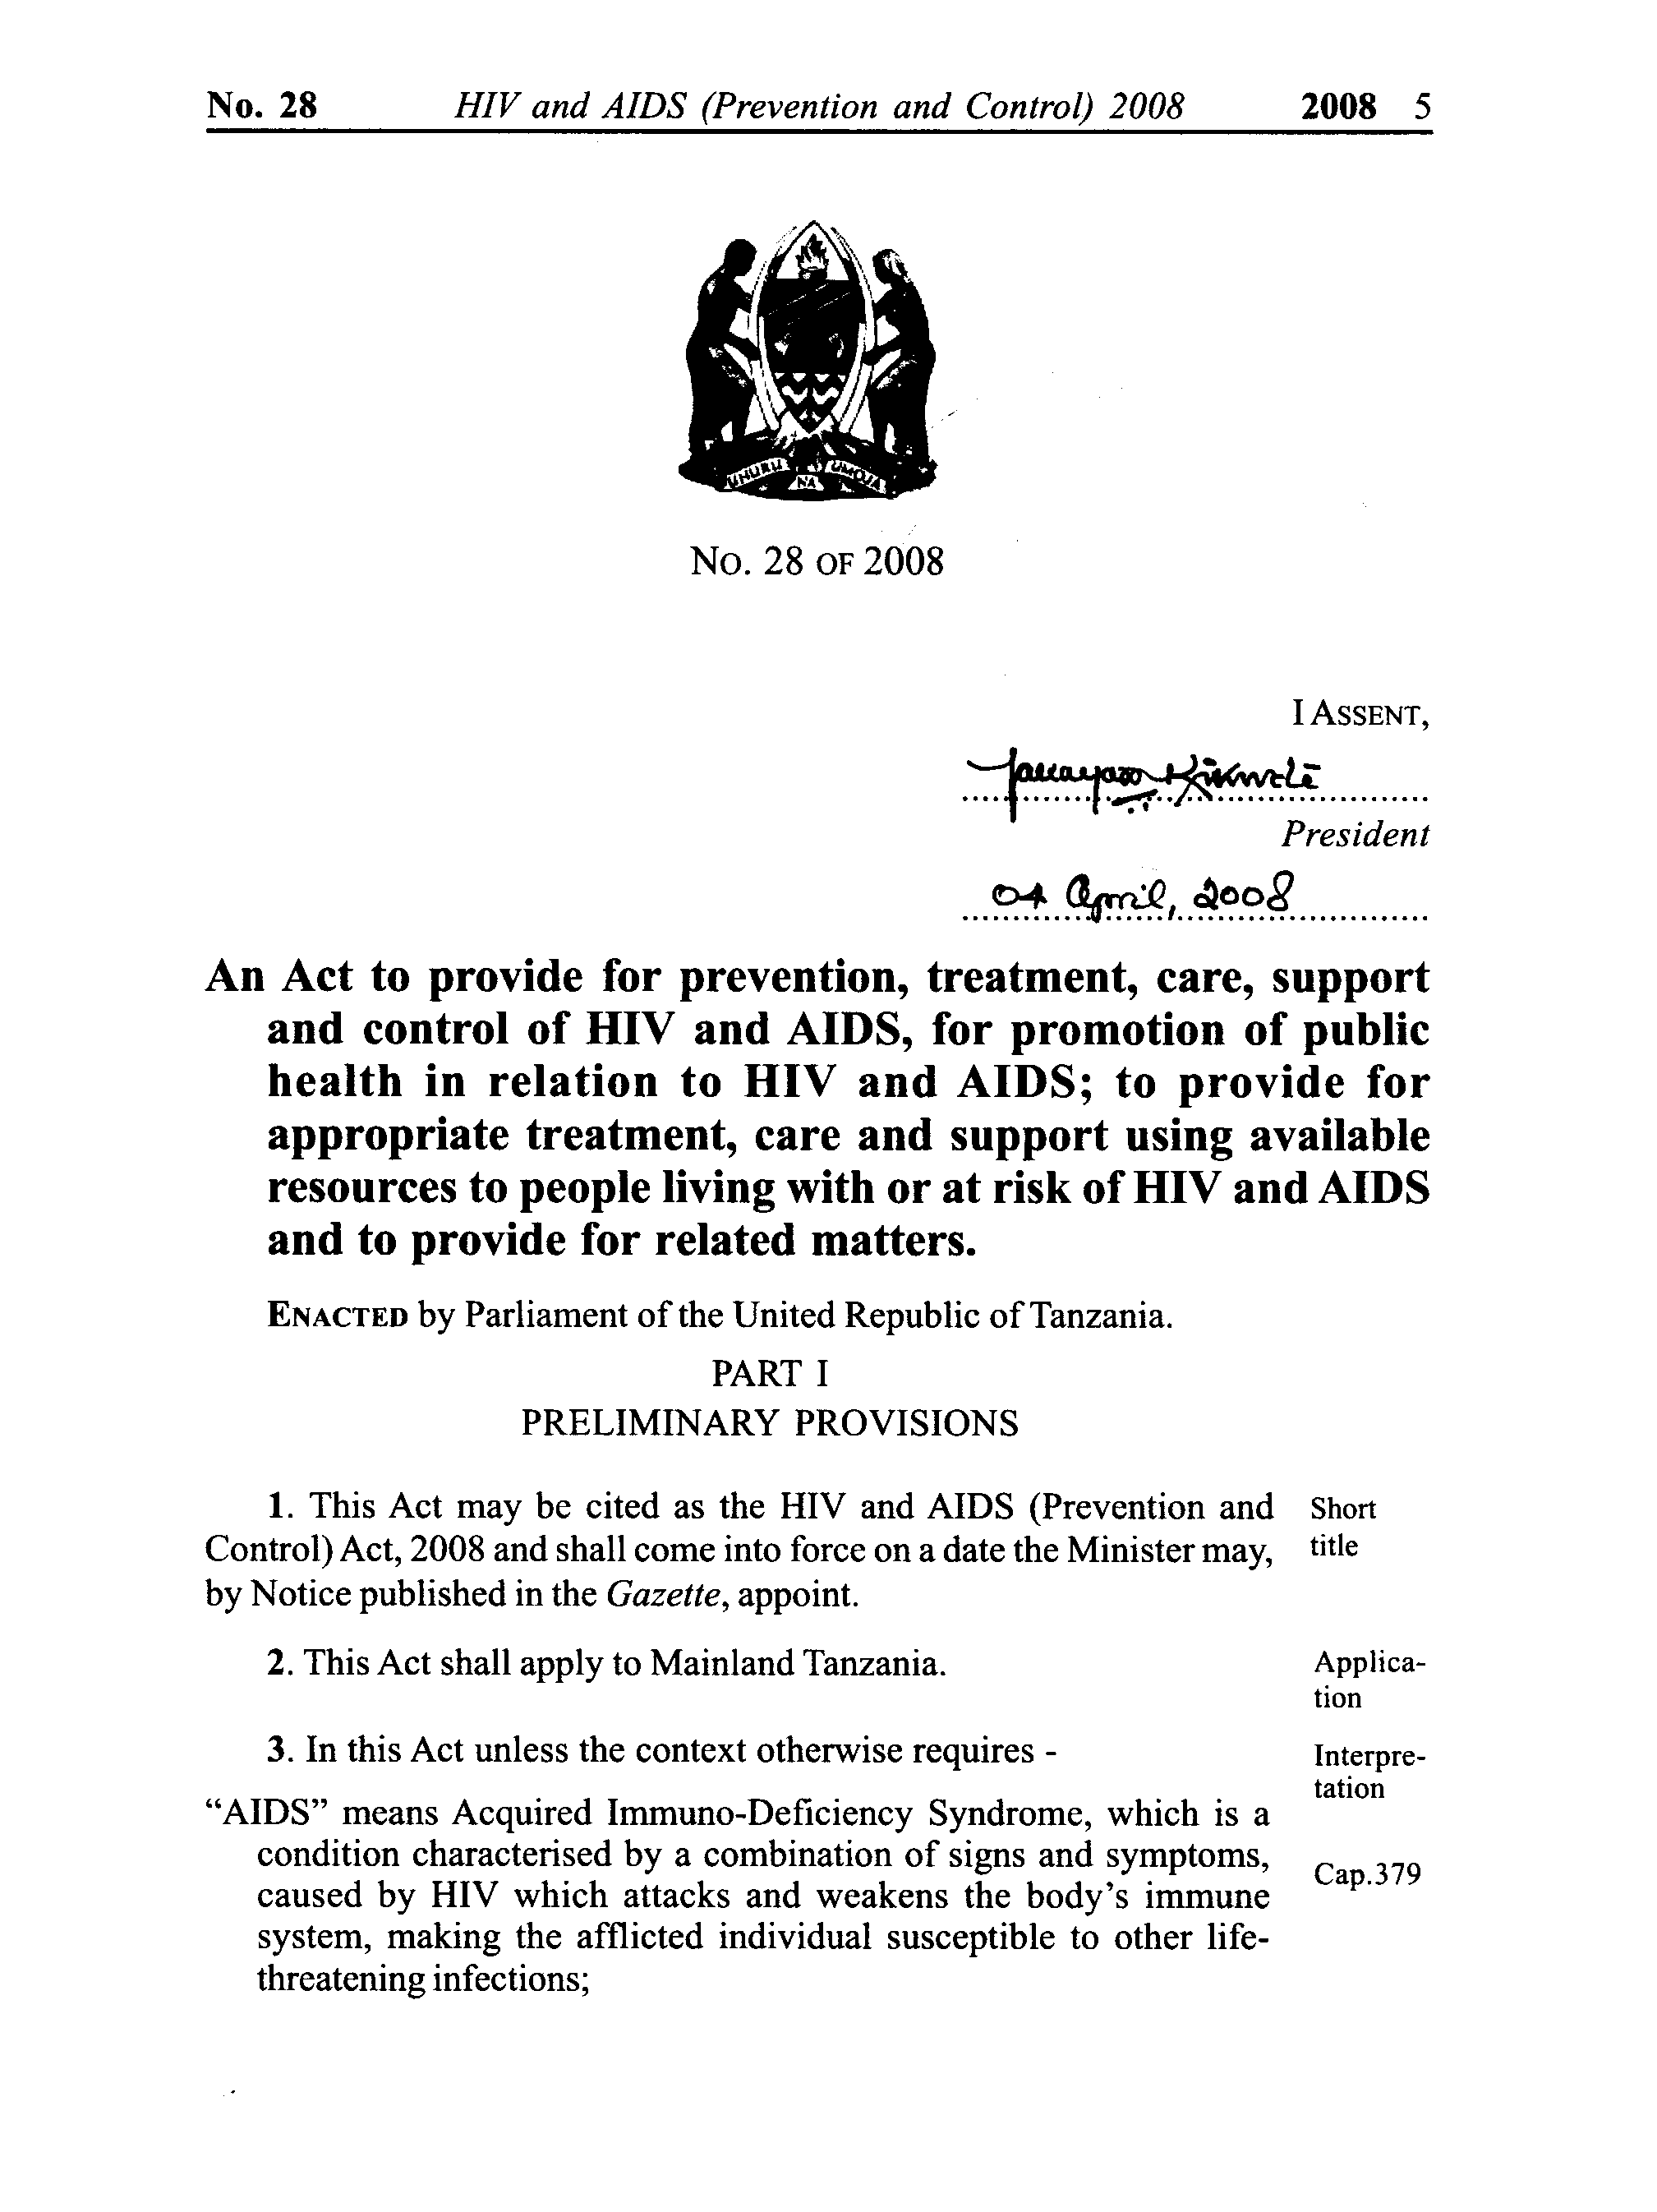 No. 28 HIV and AIDS (Prevention and Control) 2008 2008 5
UHURU NA UMOJA
No. 28 OF 2008
I ASSENT,
President
04 April, 2008
An Act to provide for prevention, treatment, care, support
and control of HIV and AIDS, for promotion of public
health in relation to HIV and AIDS; to provide for
appropriate treatment, care and support using available
resources to people living with or at risk of HIV and AIDS
and to provide for related matters.
ENACTED by Parliament of the United Republic of Tanzania.
PART I
PRELIMINARY PROVISIONS
1. This Act may be cited as the HIV and AIDS (Prevention and Short
Control) Act, 2008 and shall come into force on a date the Minister may, title
by Notice published in the Gazette, appoint.
2. This Act shall apply to Mainland Tanzania. Applica-
tion
3. In this Act unless the context otherwise requires - Interpre-
tation
“AIDS” means Acquired Immuno-Deficiency Syndrome, which is a
condition characterised by a combination of signs and symptoms, Cap.379
caused by HIV which attacks and weakens the body’s immune
system, making the afflicted individual susceptible to other life-
threatening infections;